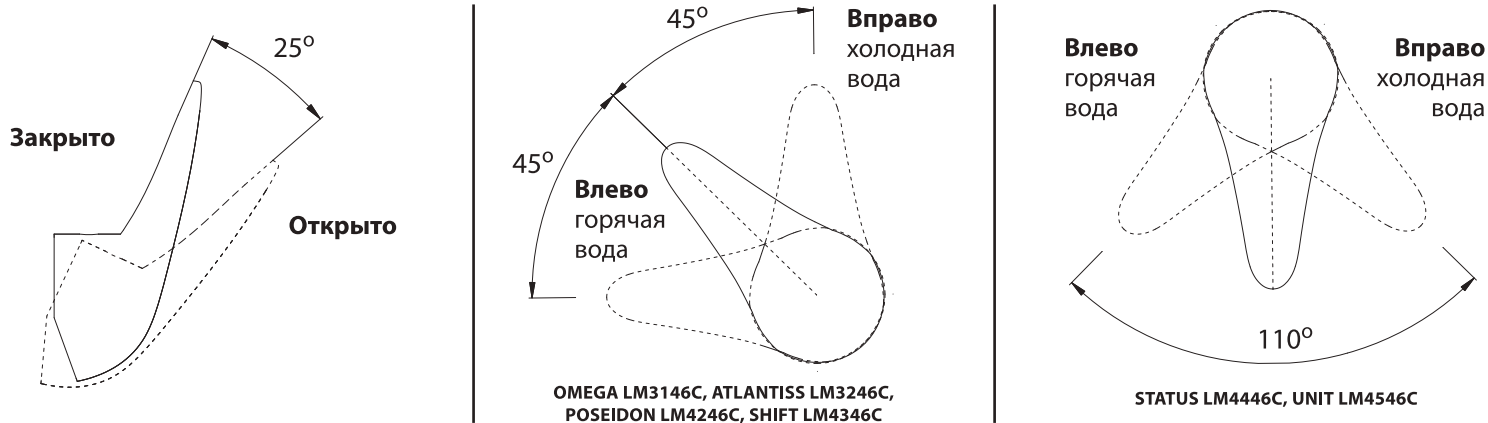 25°
Закрыто
Открыто
45°
Вправо
холодная
вода
45°
Влево
горячая
вода
OMEGA LM3146C, ATLANTISS LM3246C,
POSEIDON LM4246C, SHIFT LM4346C
Влево
горячая
вода
Вправо
холодная
вода
110°
STATUS LM4446C, UNIT LM4546C